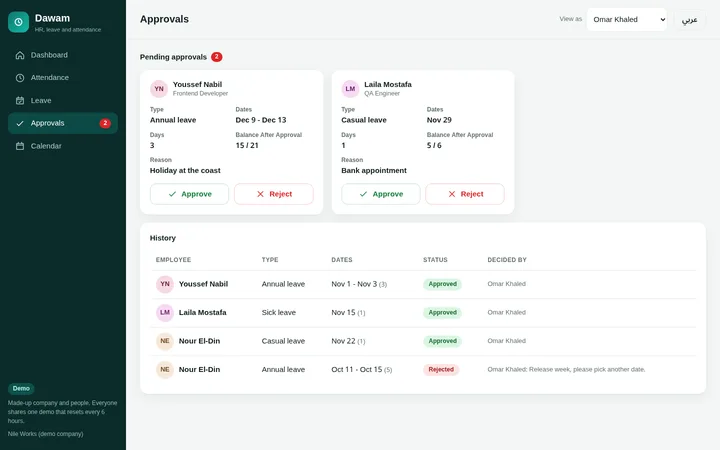 Dawam
HR, leave and attendance
Dashboard
Attendance
Leave
Approvals 2
Calendar
Demo
Made-up company and people. Everyone
shares one demo that resets every 6
hours.
Nile Works (demo company)
Approvals
View as Omar Khaled عربي
Pending approvals 2
YN Youssef Nabil
Frontend Developer
Type Dates
Annual leave Dec 9 - Dec 13
Days Balance After Approval
3 15 / 21
Reason
Holiday at the coast
Approve Reject
LM Laila Mostafa
QA Engineer
Type Dates
Casual leave Nov 29
Days Balance After Approval
1 5 / 6
Reason
Bank appointment
Approve Reject
History
EMPLOYEE TYPE DATES STATUS DECIDED BY
YN Youssef Nabil Annual leave Nov 1 - Nov 3 (3) Approved Omar Khaled
LM Laila Mostafa Sick leave Nov 15 (1) Approved Omar Khaled
NE Nour El-Din Casual leave Nov 22 (1) Approved Omar Khaled
NE Nour El-Din Annual leave Oct 11 - Oct 15 (5) Rejected Omar Khaled: Release week, please pick another date.